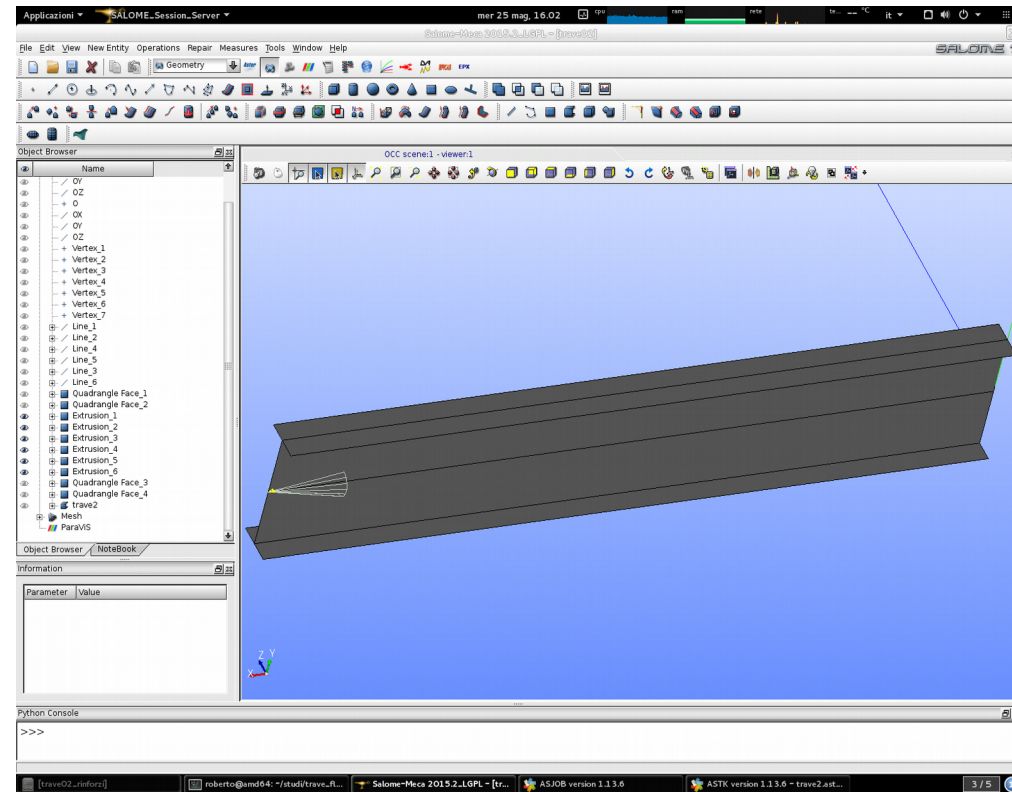 Applicazioni SALOME_Session_Server mer 25 mag, 16.02 cpu ram rete te... -- °C it
Salome-Meca 2015.2_LGPL - [trave02]
File Edit View New Entity Operations Repair Measures Tools Window Help
SALOME
Geometry EPX
Object Browser
OCC scene:1 - viewer:1
Name
OY
OZ
O
OX
OY
OZ
Vertex_1
Vertex_2
Vertex_3
Vertex_4
Vertex_5
Vertex_6
Vertex_7
Line_1
Line_2
Line_4
Line_5
Line_3
Line_6
Quadrangle Face_1
Quadrangle Face_2
Extrusion_1
Extrusion_2
Extrusion_3
Extrusion_4
Extrusion_5
Extrusion_6
Quadrangle Face_3
Quadrangle Face_4
trave2
Mesh
ParaViS
Object Browser NoteBook
Information
Parameter Value
Z Y
X
Python Console
>>>
[trave02_rinforzi] roberto@amd64: ~/studi/trave_fl... Salome-Meca 2015.2_LGPL - [tr... ASJOB version 1.13.6 ASTK version 1.13.6 - trave2.ast... 3 / 5